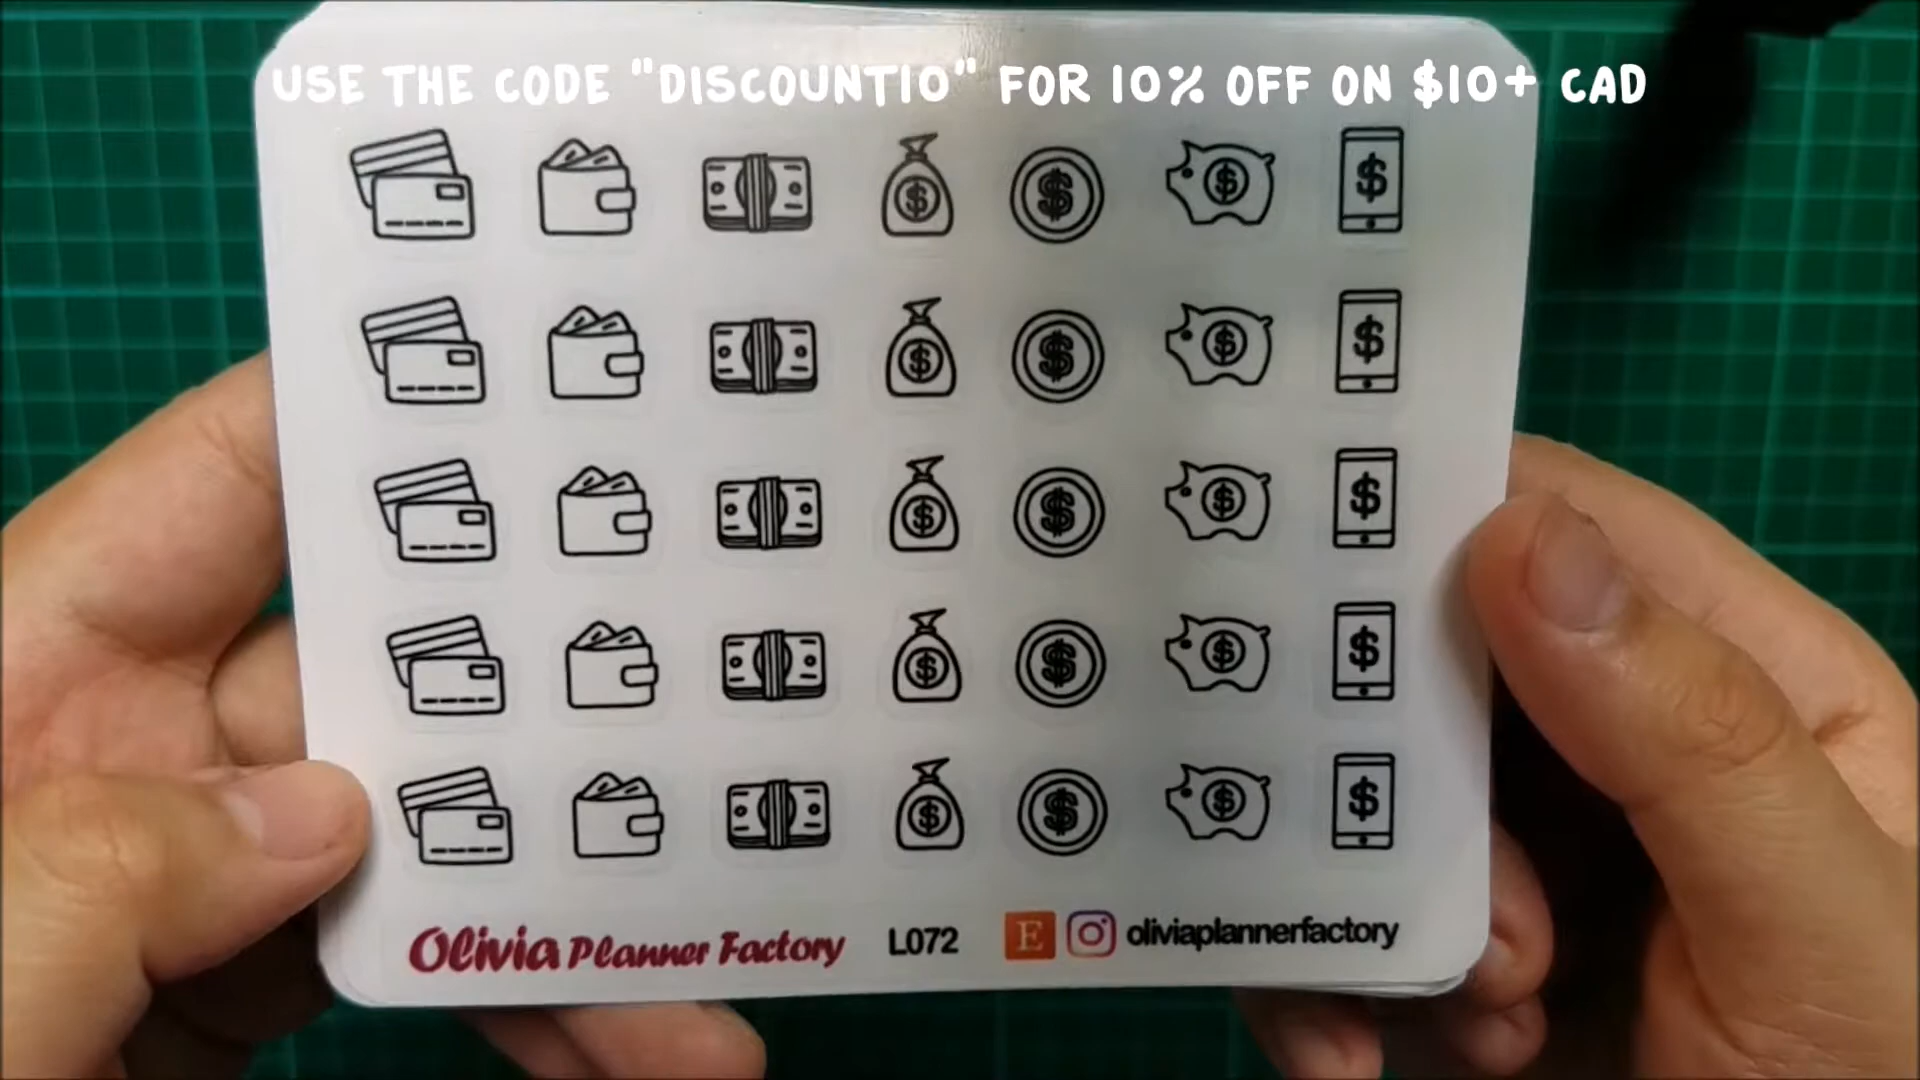 USE THE CODE "DISCOUNT10" FOR 10% OFF ON $10+ CAD
$ $ $ $
$ $ $ $
$ $ $ $
$ $ $ $
$ $ $ $
Olivia Planner Factory L072 E oliviaplannerfactory